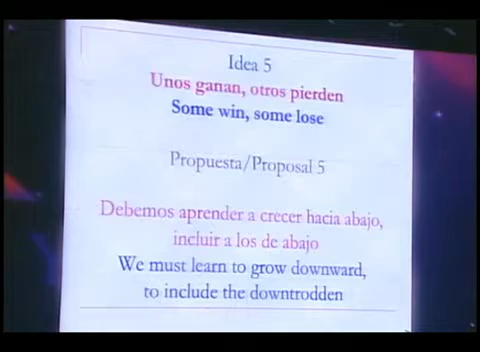 Idea 5
Unos ganan, otros pierden
Some win, some lose
Propuesta/Proposal 5
Debemos aprender a crecer hacia abajo,
incluir a los de abajo
We must learn to grow downward,
to include the downtrodden